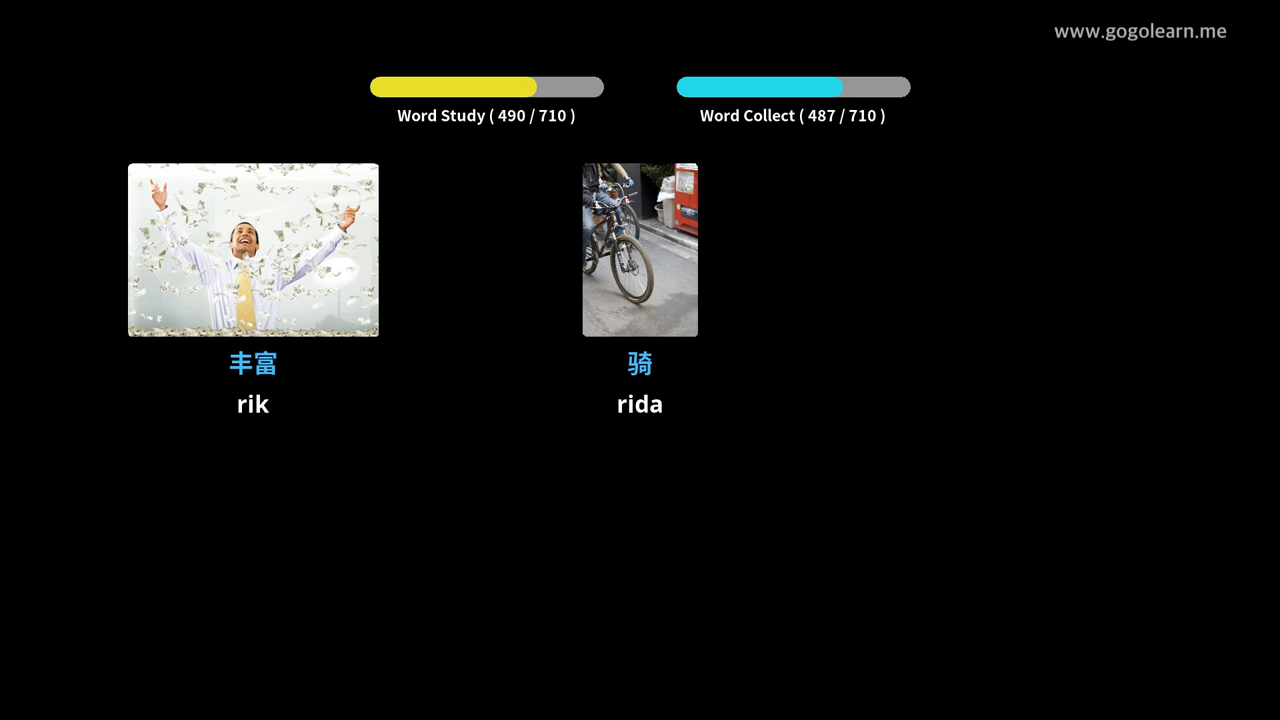 www.gogolearn.me
Word Study ( 490 / 710 )
Word Collect ( 487 / 710 )
丰富
骑
rik
rida